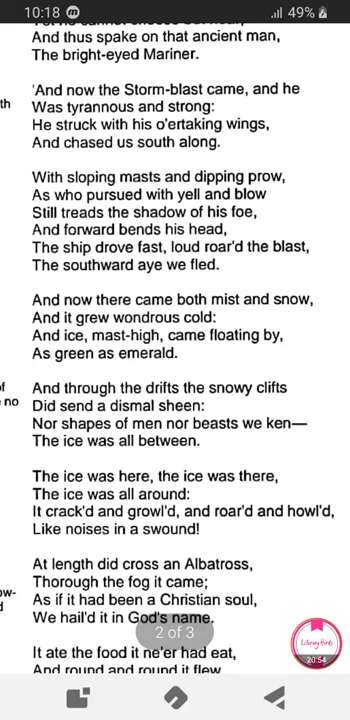 10:18
49%
And thus spake on that ancient man,
The bright-eyed Mariner.
'And now the Storm-blast came, and he
th Was tyrannous and strong:
He struck with his o'ertaking wings,
And chased us south along.
With sloping masts and dipping prow,
As who pursued with yell and blow
Still treads the shadow of his foe,
And forward bends his head,
The ship drove fast, loud roar'd the blast,
The southward aye we fled.
And now there came both mist and snow,
And it grew wondrous cold:
And ice, mast-high, came floating by,
As green as emerald.
of And through the drifts the snowy clifts
no Did send a dismal sheen:
Nor shapes of men nor beasts we ken—
The ice was all between.
The ice was here, the ice was there,
The ice was all around:
It crack'd and growl'd, and roar'd and howl'd,
Like noises in a swound!
At length did cross an Albatross,
Thorough the fog it came;
ow- As if it had been a Christian soul,
d We hail'd it in God's name.
2 of 3
Literary Bird
20:54
It ate the food it ne'er had eat,
And round and round it flew